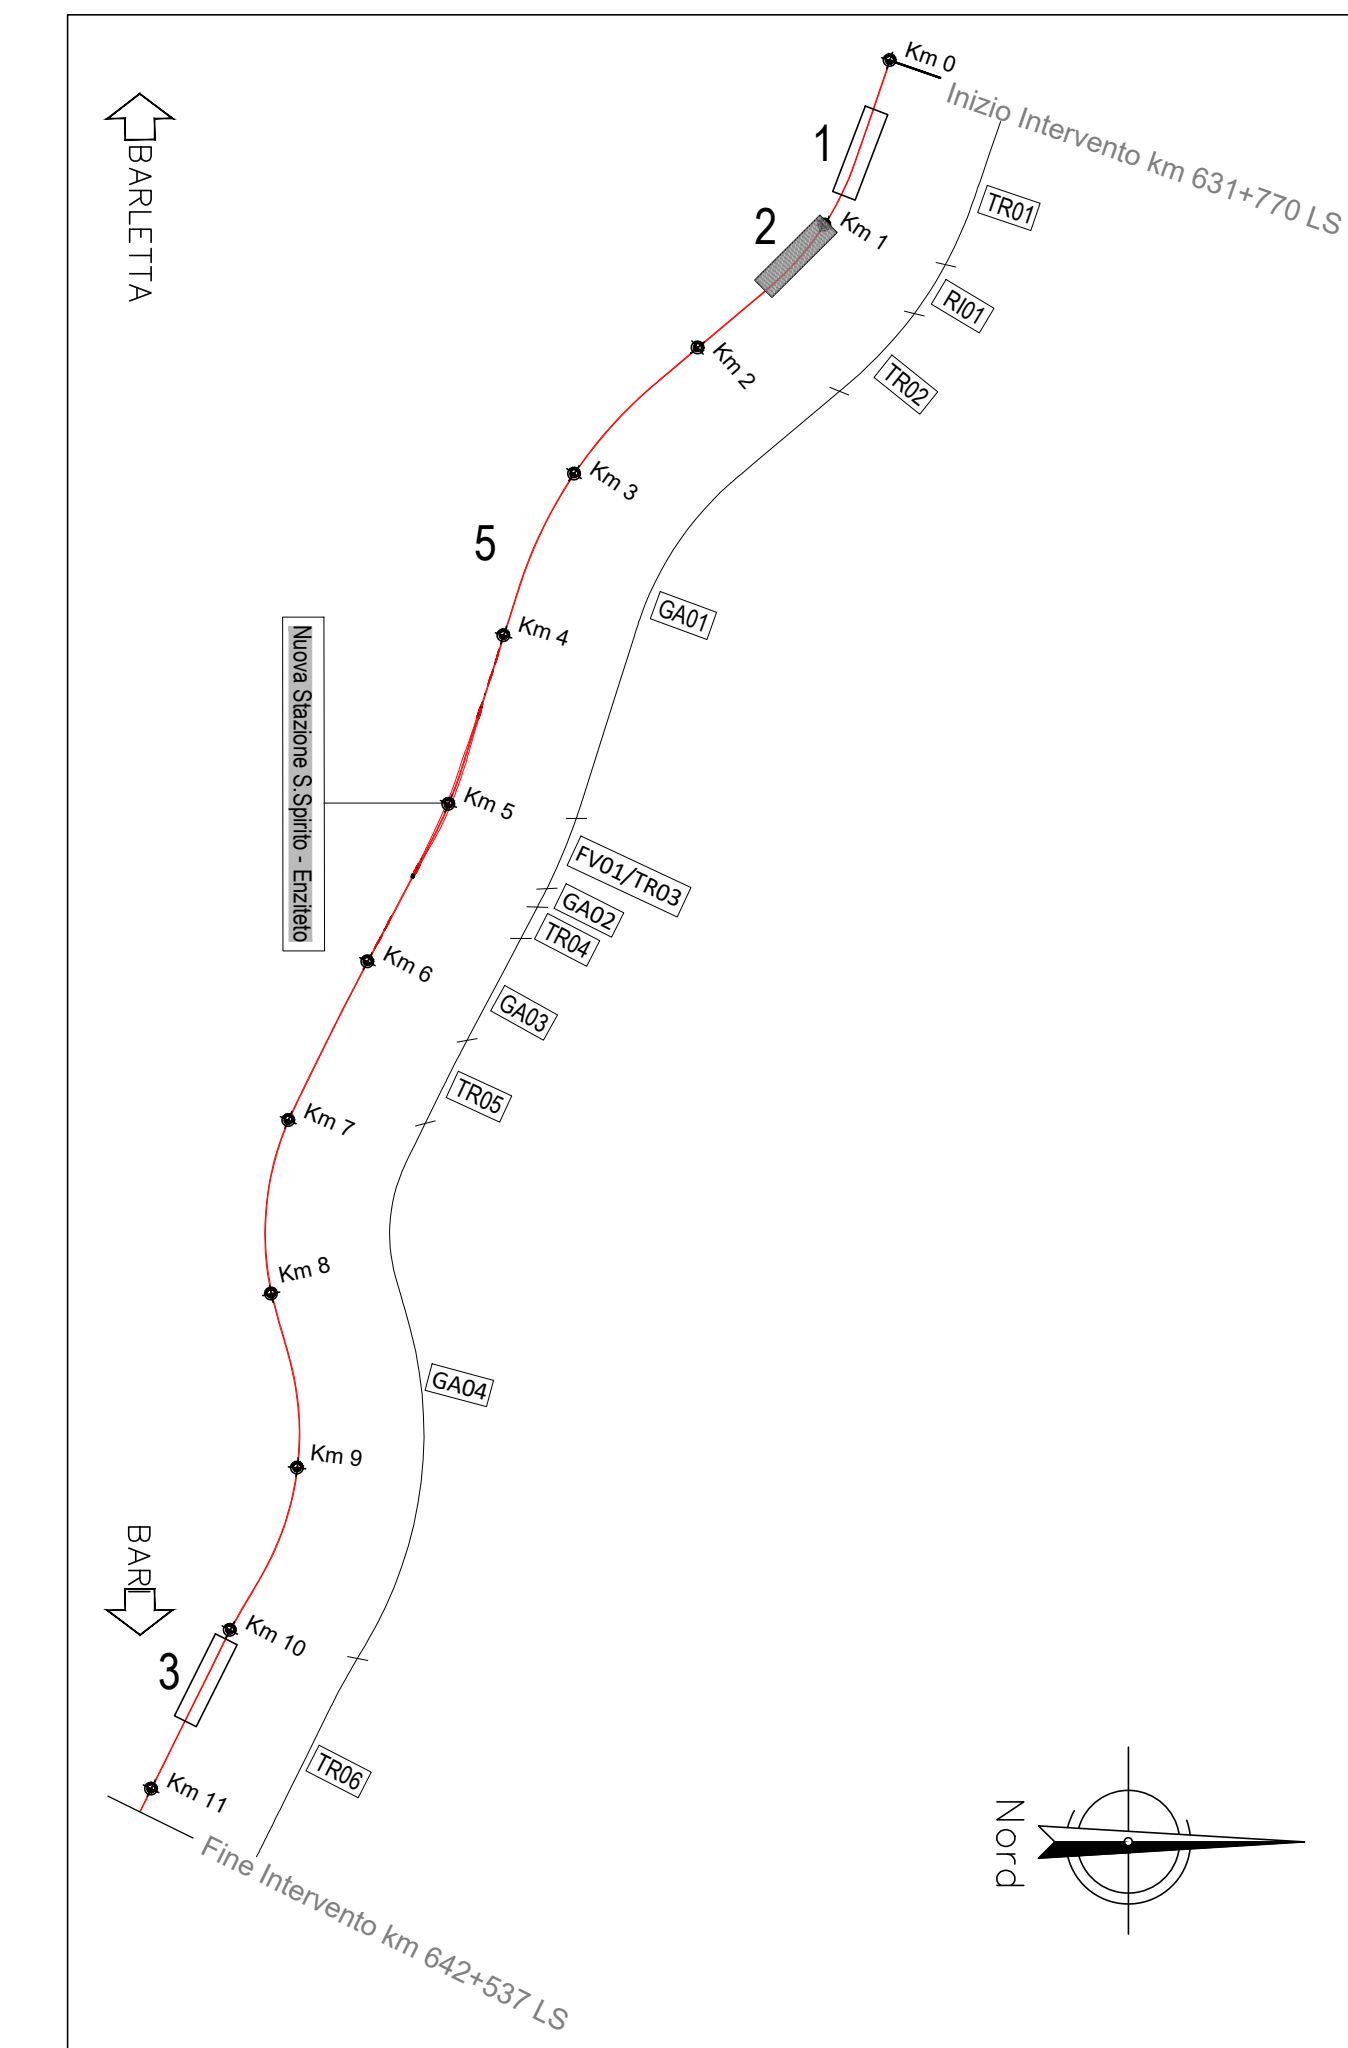 Km 0
Inizio Intervento km 631+770 LS
1
BARLETTA
TR01
2
Km 1
RI01
Km 2
TR02
Km 3
5
GA01
Km 4
Nuova Stazione S.Spirito - Enziteto
Km 5
FV01/TR03
GA02
TR04
Km 6
GA03
TR05
Km 7
Km 8
GA04
Km 9
BARI
Km 10
3
TR06
Km 11
Nord
Fine Intervento km 642+537 LS